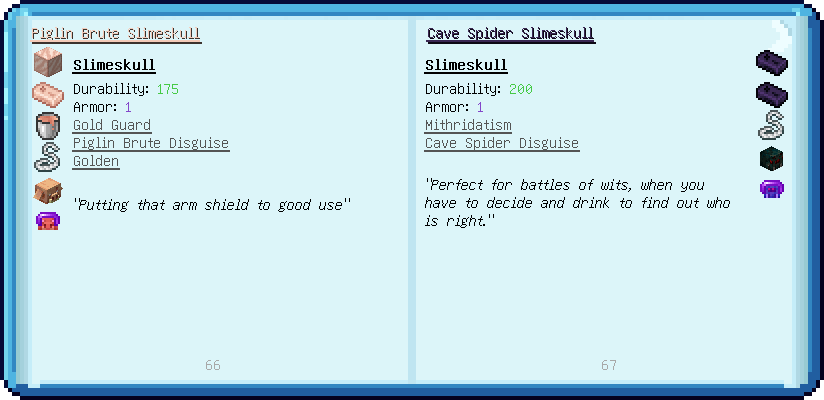 Piglin Brute Slimeskull
Slimeskull
Durability: 175
Armor: 1
Gold Guard
Piglin Brute Disguise
Golden
"Putting that arm shield to good use"
66
Cave Spider Slimeskull
Slimeskull
Durability: 200
Armor: 1
Mithridatism
Cave Spider Disguise
"Perfect for battles of wits, when you
have to decide and drink to find out who
is right."
67